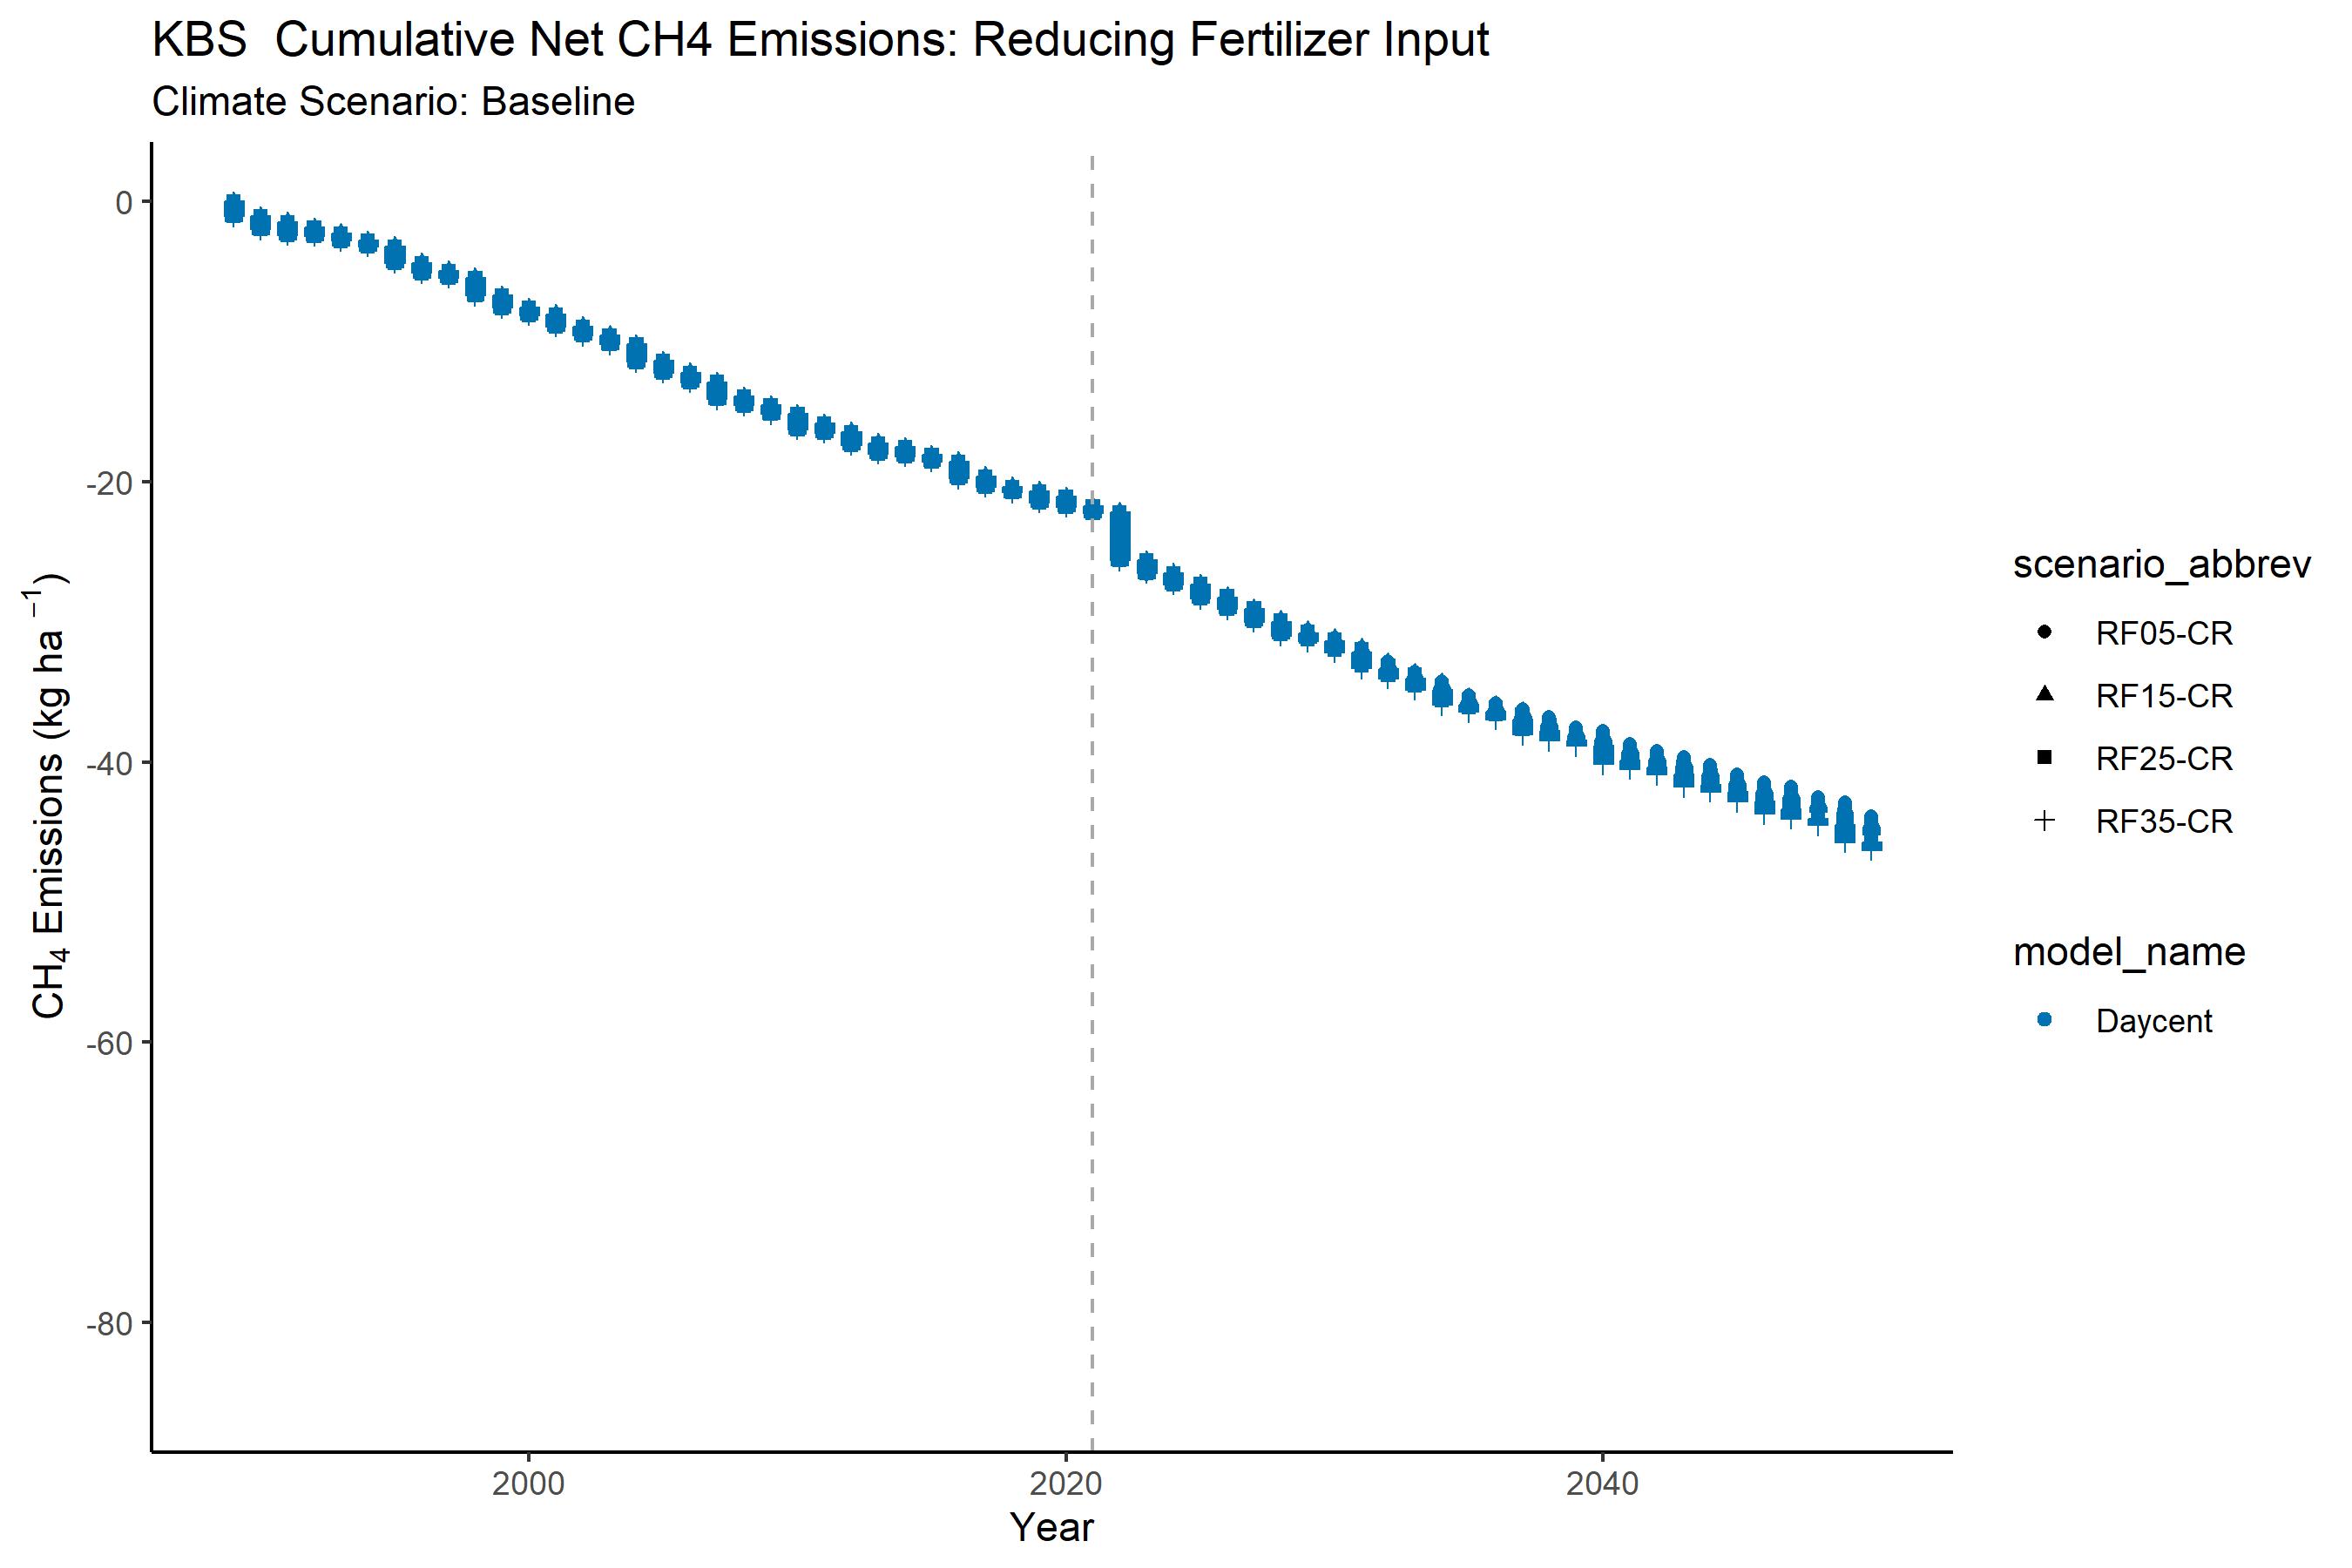 KBS  Cumulative Net CH4 Emissions: Reducing Fertilizer Input
Climate Scenario: Baseline
0
-20
-40
-60
-80
CH₄ Emissions (kg ha ⁻¹)
2000
2020
2040
Year
scenario_abbrev
RF05-CR
RF15-CR
RF25-CR
RF35-CR
model_name
Daycent